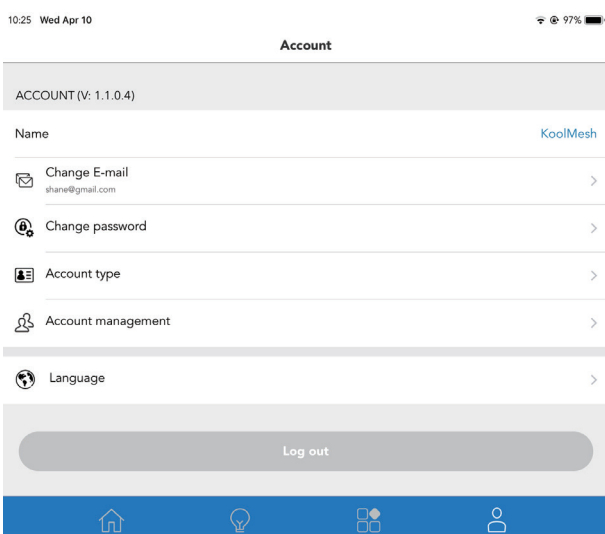 10:25 Wed Apr 10 97%
Account
ACCOUNT (V: 1.1.0.4)
Name KoolMesh
Change E-mail
shane@gmail.com
Change password
Account type
Account management
Language
Log out